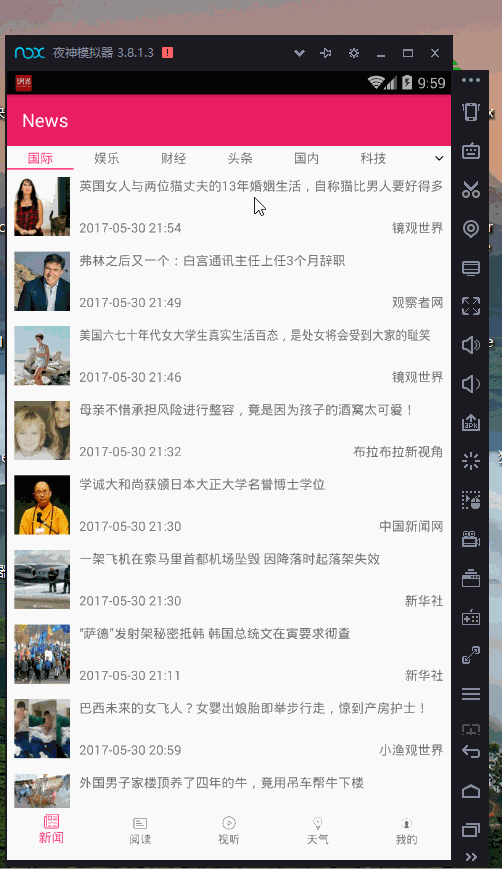 nox 夜神模拟器 3.8.1.3
9:59
News
国际 娱乐 财经 头条 国内 科技
英国女人与两位猫丈夫的13年婚姻生活，自称猫比男人要好得多
2017-05-30 21:54 镜观世界
弗林之后又一个：白宫通讯主任上任3个月辞职
2017-05-30 21:49 观察者网
美国六七十年代女大学生真实生活百态，是处女将会受到大家的耻笑
2017-05-30 21:46 镜观世界
母亲不惜承担风险进行整容，竟是因为孩子的酒窝太可爱！
2017-05-30 21:32 布拉布拉新视角
学诚大和尚获颁日本大正大学名誉博士学位
2017-05-30 21:30 中国新闻网
一架飞机在索马里首都机场坠毁 因降落时起落架失效
2017-05-30 21:30 新华社
“萨德”发射架秘密抵韩 韩国总统文在寅要求彻查
2017-05-30 21:11 新华社
巴西未来的女飞人？女婴出娘胎即举步行走，惊到产房护士！
2017-05-30 20:59 小渔观世界
外国男子家楼顶养了四年的牛，竟用吊车帮牛下楼
新闻 阅读 视听 天气 我的